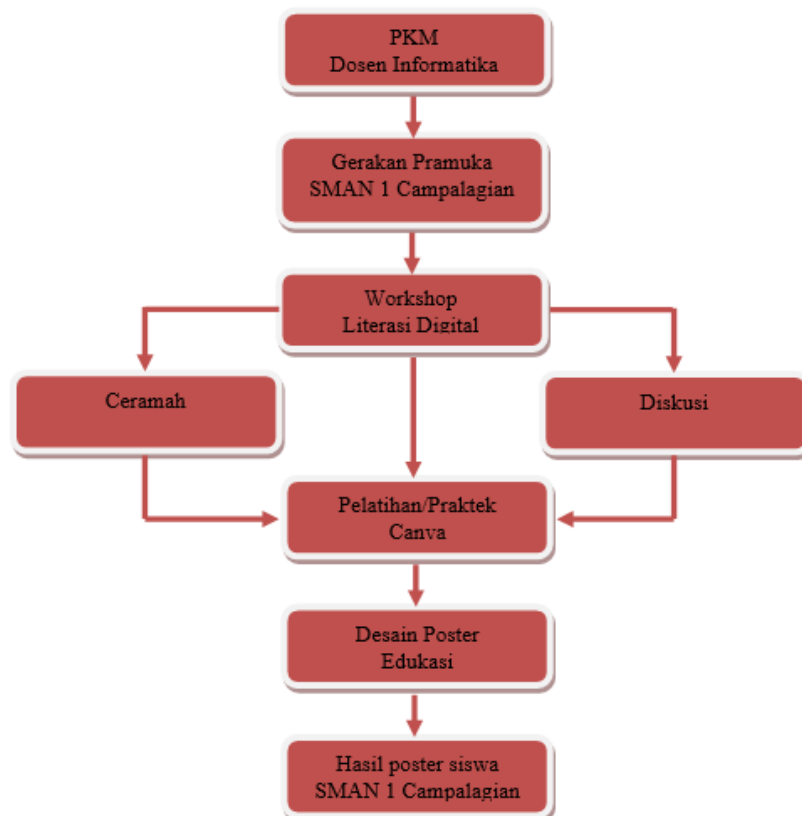 PKM
Dosen Informatika
Gerakan Pramuka
SMAN 1 Campalagian
Workshop
Literasi Digital
Ceramah
Diskusi
Pelatihan/Praktek
Canva
Desain Poster
Edukasi
Hasil poster siswa
SMAN 1 Campalagian